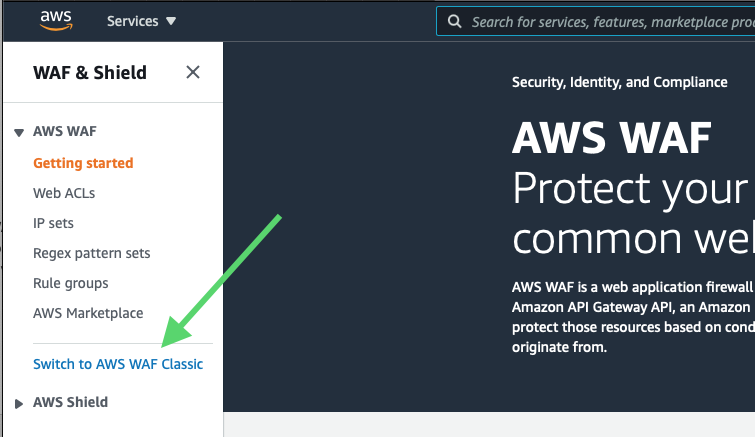 aws
Services
Search for services, features, marketplace
WAF & Shield
AWS WAF
Getting started
Web ACLs
IP sets
Regex pattern sets
Rule groups
AWS Marketplace
Switch to AWS WAF Classic
AWS Shield
Security, Identity, and Compliance
AWS WAF
Protect your
common
AWS WAF is a web application firewall
Amazon API Gateway API, an Amazon
protect those resources based on
originate from.